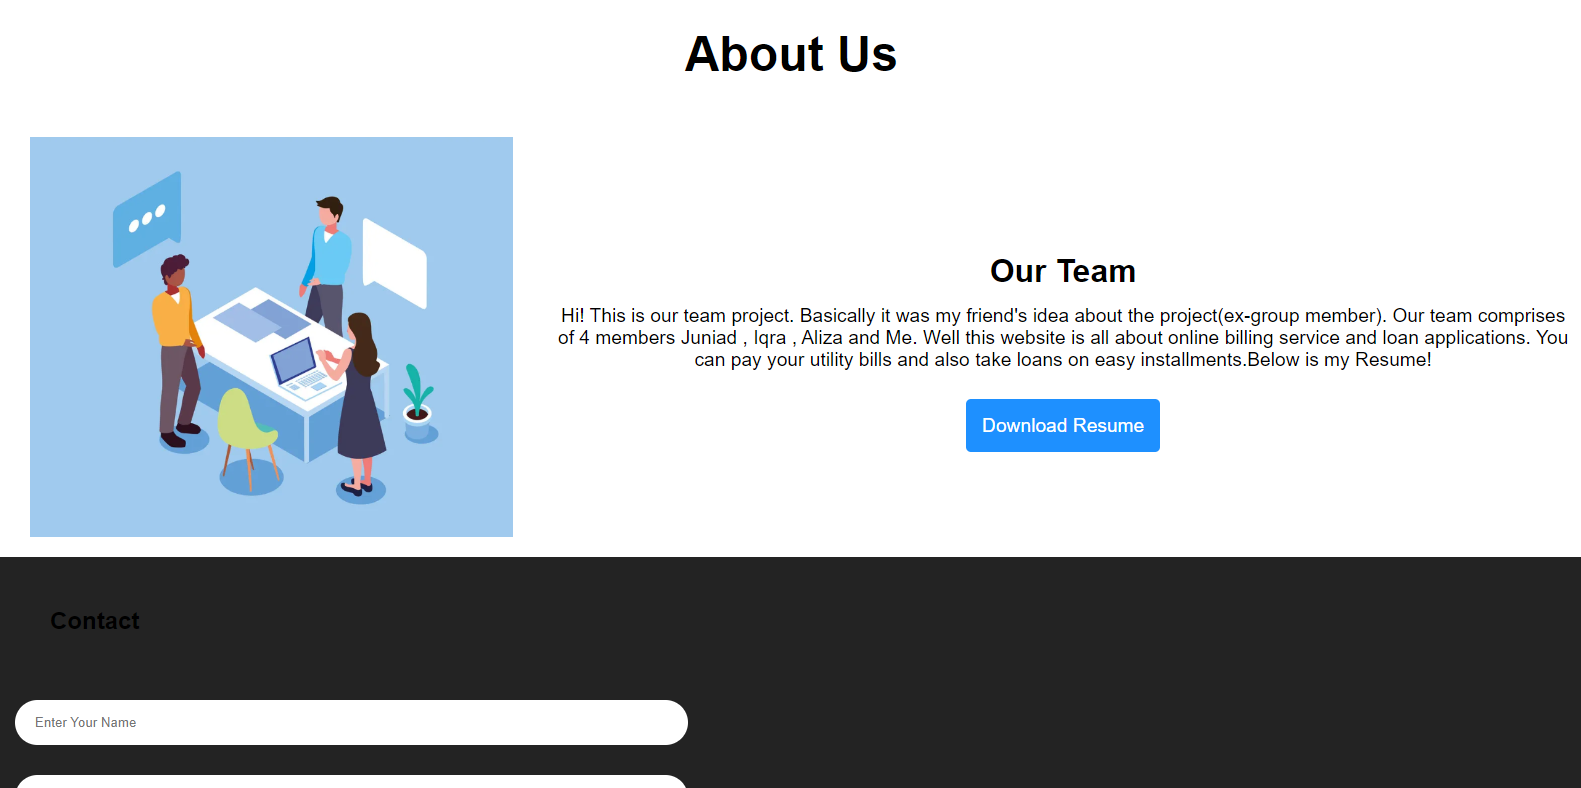 About Us
Our Team
Hi! This is our team project. Basically it was my friend's idea about the project(ex-group member). Our team comprises
of 4 members Juniad , Iqra , Aliza and Me. Well this website is all about online billing service and loan applications. You
can pay your utility bills and also take loans on easy installments.Below is my Resume!
Download Resume
Contact
Enter Your Name